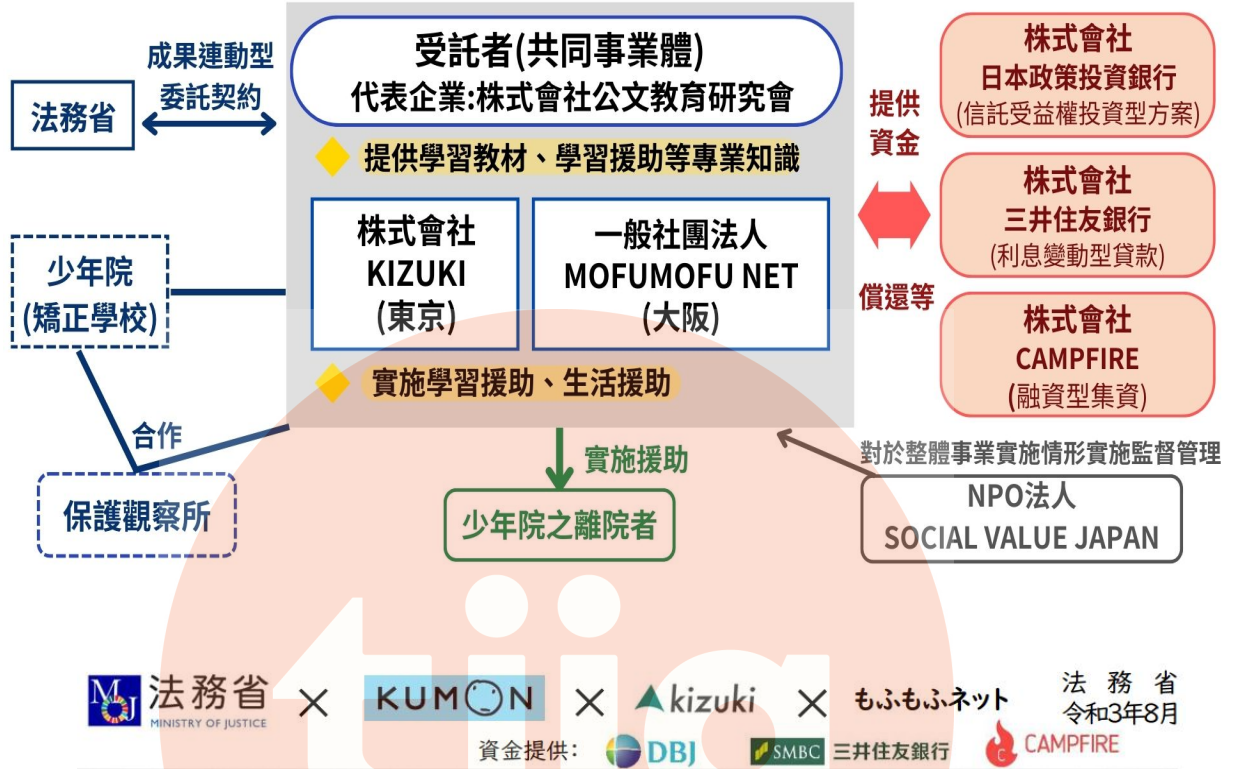 成果連動型
委託契約
法務省
受託者(共同事業體)
代表企業:株式會社公文教育研究會
提供學習教材、學習援助等專業知識
株式會社
KIZUKI
(東京)
一般社團法人
MOFUMOFU NET
(大阪)
實施學習援助、生活援助
提供
資金
償還等
株式會社
日本政策投資銀行
(信託受益權投資型方案)
株式會社
三井住友銀行
(利息變動型貸款)
株式會社
CAMPFIRE
(融資型集資)
少年院
(矯正學校)
合作
保護觀察所
實施援助
少年院之離院者
對於整體事業實施情形實施監督管理
NPO法人
SOCIAL VALUE JAPAN
tija
MOJ 法務省
MINISTRY OF JUSTICE
×
KUMON
×
kizuki
×
もふもふネット
法務省
令和3年8月
資金提供:
DBJ
SMBC 三井住友銀行
CAMPFIRE